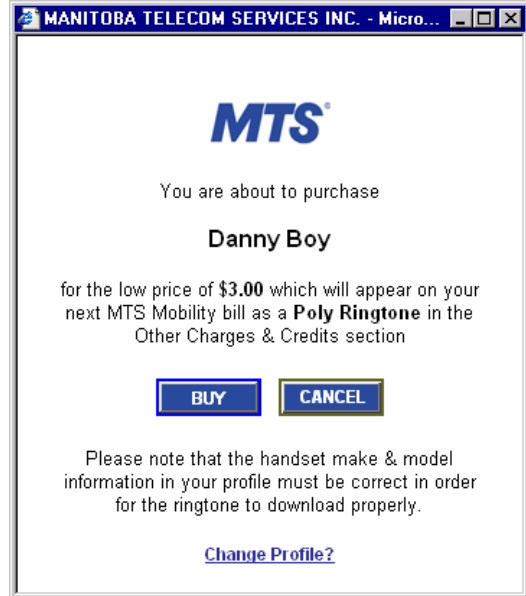 MANITOBA TELECOM SERVICES INC. - Micro...
MTS
You are about to purchase
Danny Boy
for the low price of $3.00 which will appear on your
next MTS Mobility bill as a Poly Ringtone in the
Other Charges & Credits section
BUY CANCEL
Please note that the handset make & model
information in your profile must be correct in order
for the ringtone to download properly.
Change Profile?